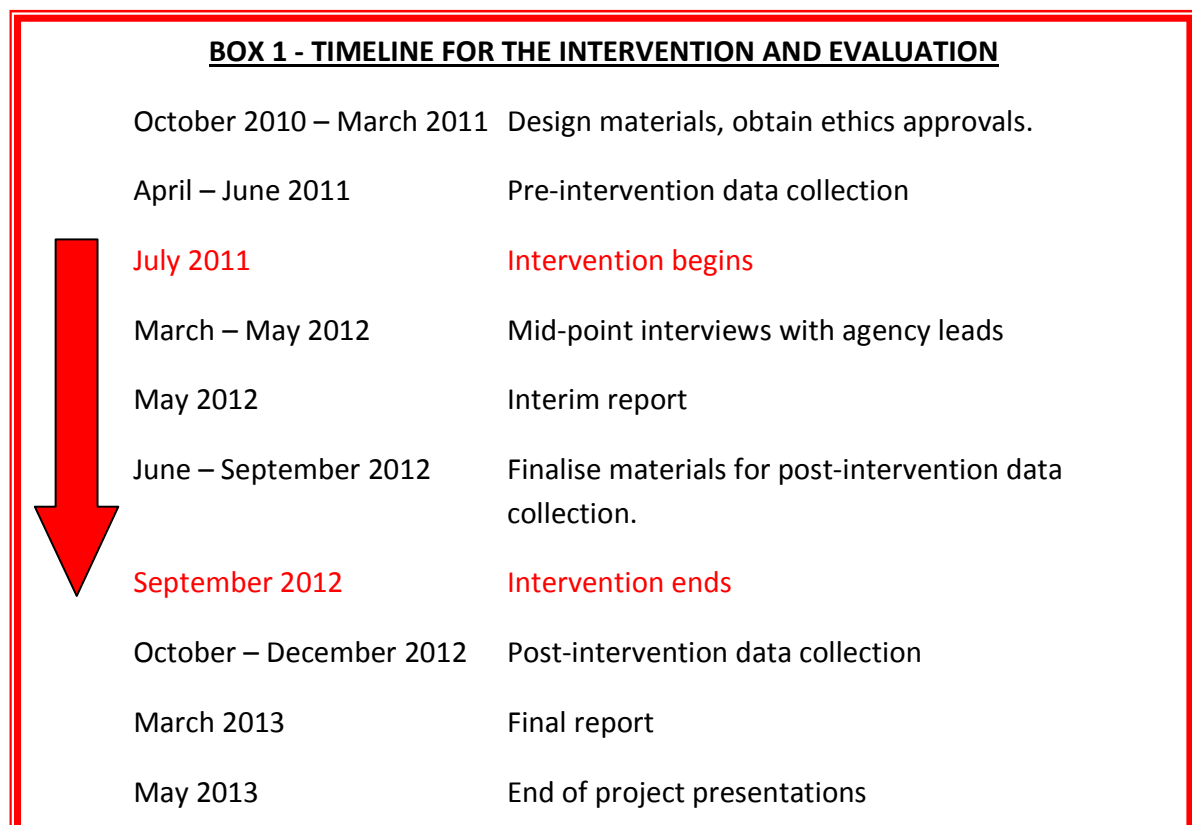 BOX 1 - TIMELINE FOR THE INTERVENTION AND EVALUATION
October 2010 – March 2011 Design materials, obtain ethics approvals.
April – June 2011 Pre-intervention data collection
July 2011 Intervention begins
March – May 2012 Mid-point interviews with agency leads
May 2012 Interim report
June – September 2012 Finalise materials for post-intervention data
collection.
September 2012 Intervention ends
October – December 2012 Post-intervention data collection
March 2013 Final report
May 2013 End of project presentations